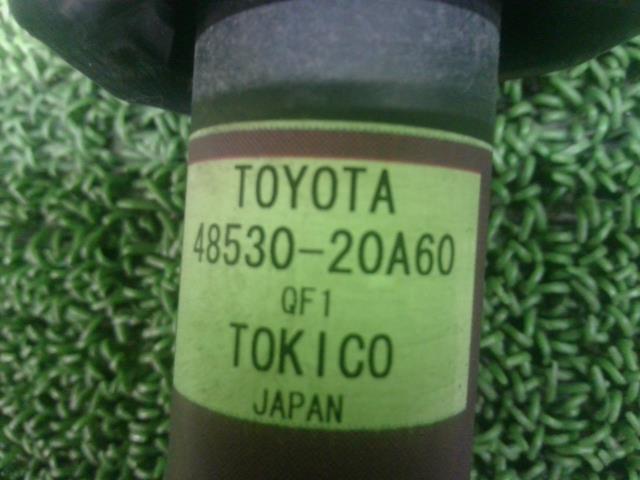 TOYOTA
48530-20A60
QF1
TOKICO
JAPAN